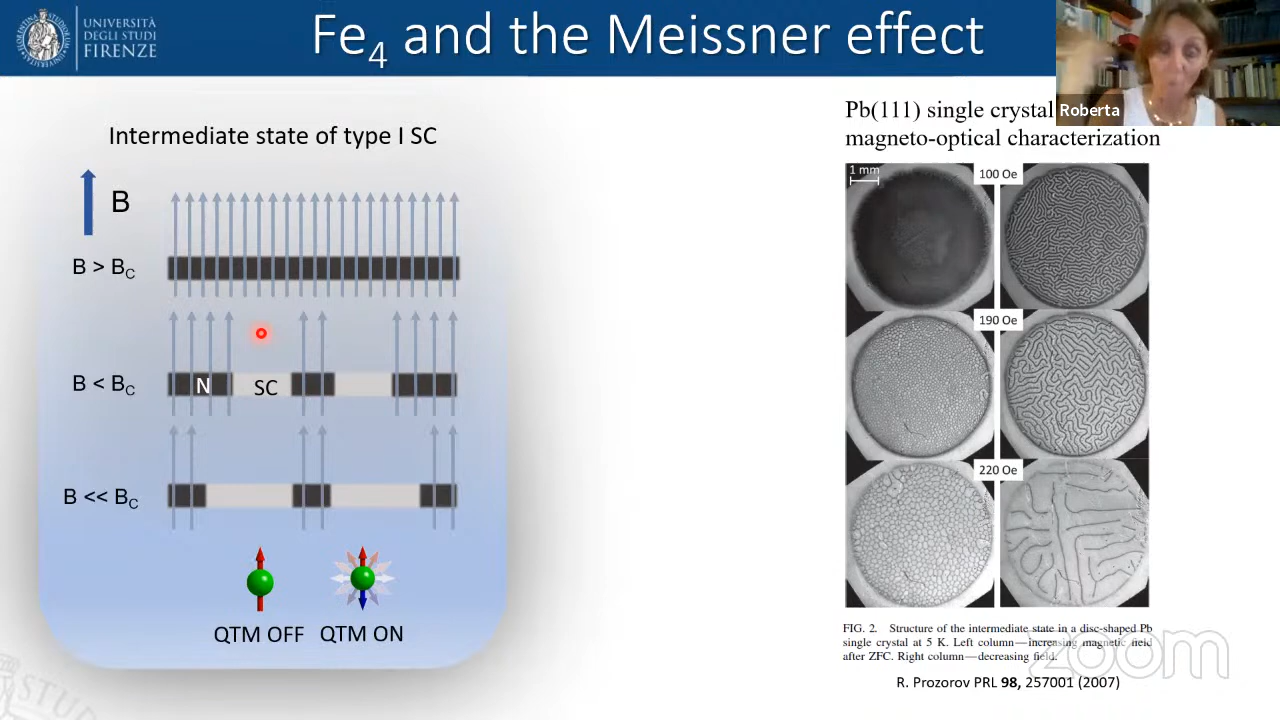 UNIVERSITÀ
DEGLI STUDI
FIRENZE
Fe4 and the Meissner effect
Roberta
Intermediate state of type I SC
B
B > BC
B < BC
N
SC
B << BC
QTM OFF QTM ON
Pb(111) single crystal
magneto-optical characterization
1 mm
100 Oe
190 Oe
220 Oe
FIG. 2. Structure of the intermediate state in a disc-shaped Pb
single crystal at 5 K. Left column—increasing magnetic field
after ZFC. Right column—decreasing field.
R. Prozorov PRL 98, 257001 (2007)
zoom